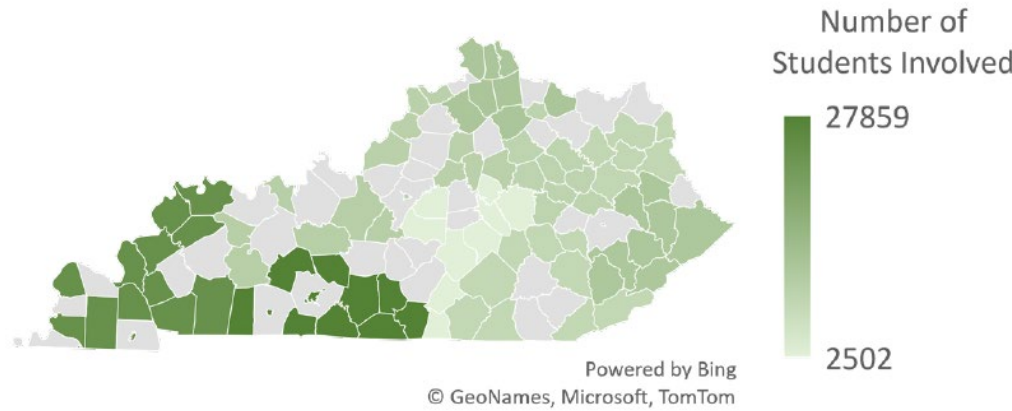 Number of
Students Involved
27859
2502
Powered by Bing
© GeoNames, Microsoft, TomTom